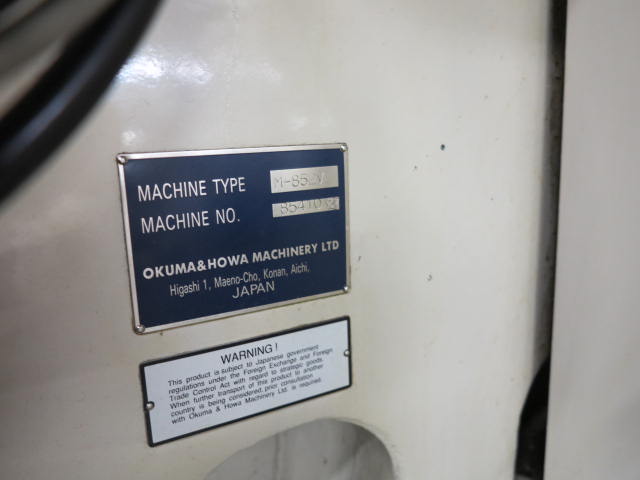 MACHINE TYPE
MACHINE NO.
OKUMA&HOWA MACHINERY LTD
Higashi 1, Maeno-Cho, Konan, Aichi,
JAPAN
WARNING!
This product is subject to Japanese government
regulations under the Foreign Exchange and Foreign
Trade Control Act with regard to strategic goods.
When further transport of this product to another
country is being considered, prior consultation
with Okuma & Howa Machinery Ltd. is required.